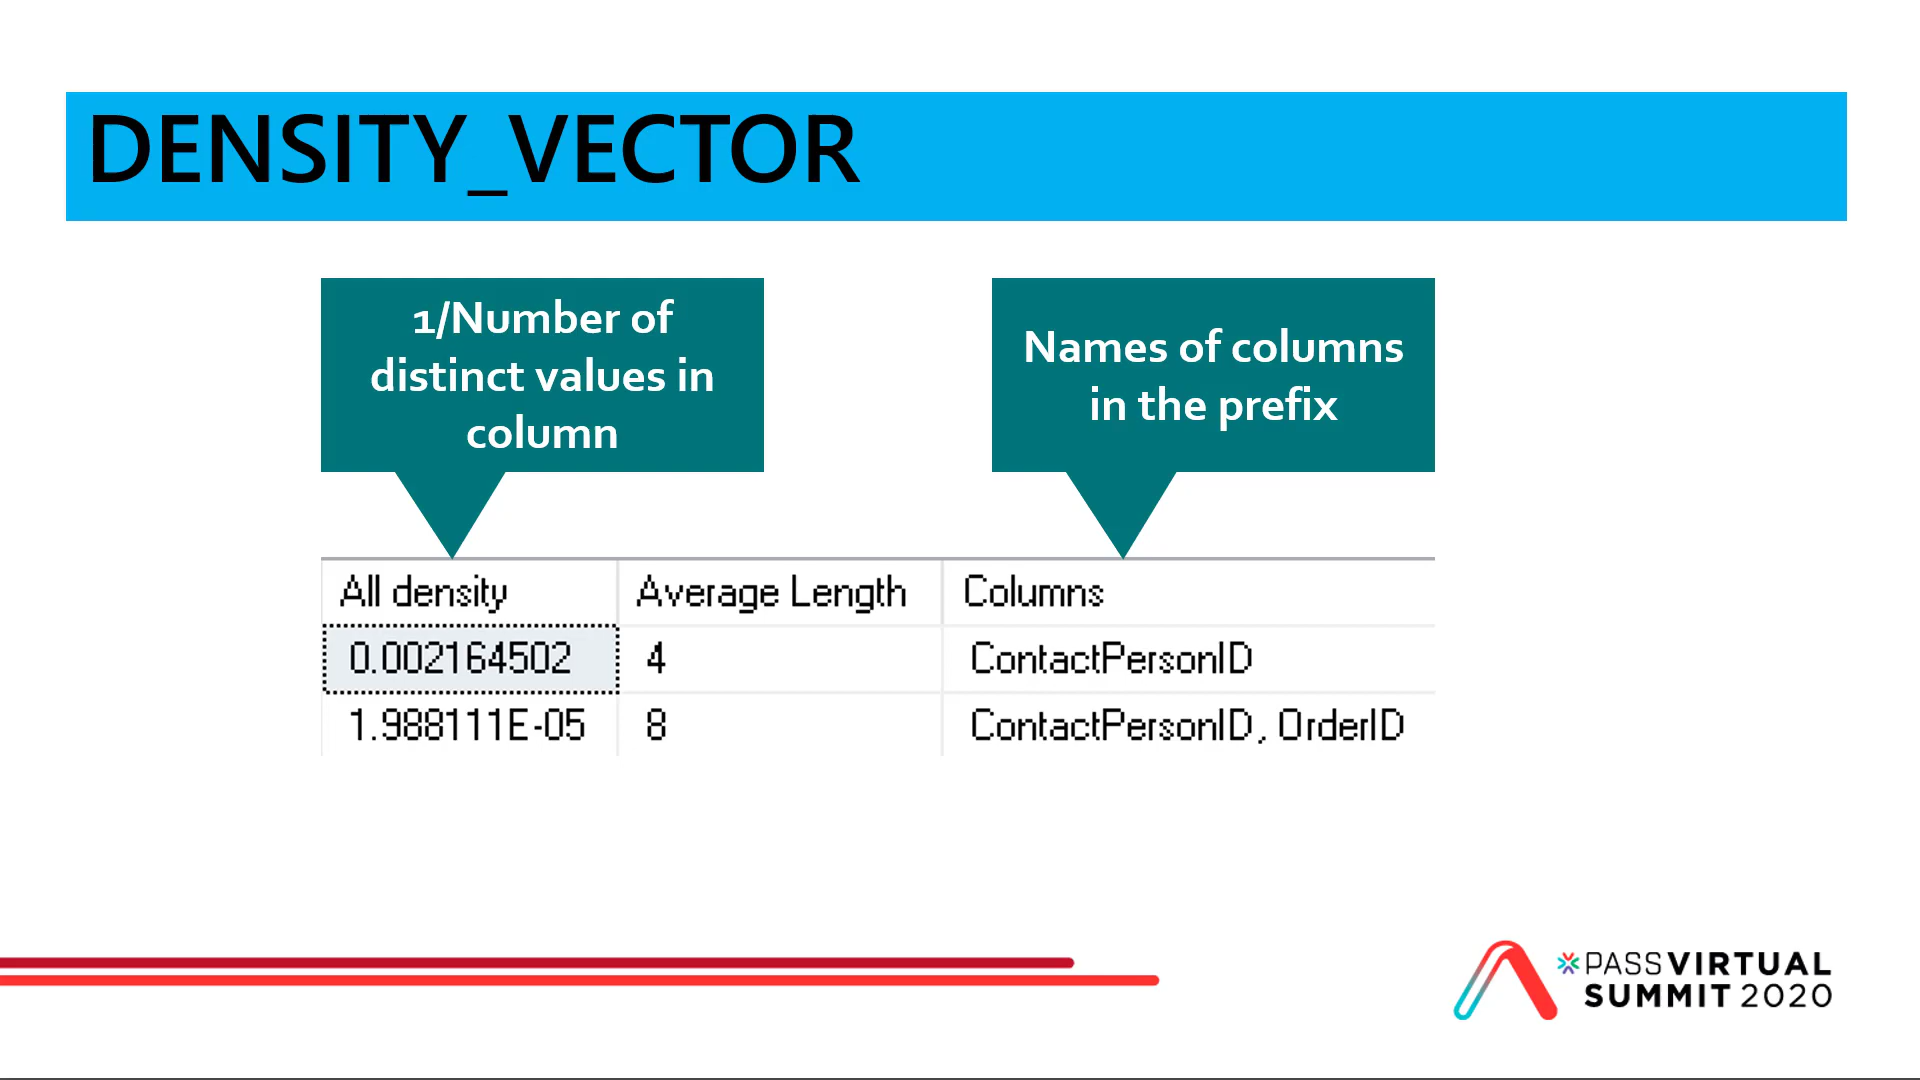 DENSITY_VECTOR
1/Number of
distinct values in
column
Names of columns
in the prefix
All density Average Length Columns
0.002164502 4 ContactPersonID
1.988111E-05 8 ContactPersonID, OrderID
PASS VIRTUAL
SUMMIT 2020